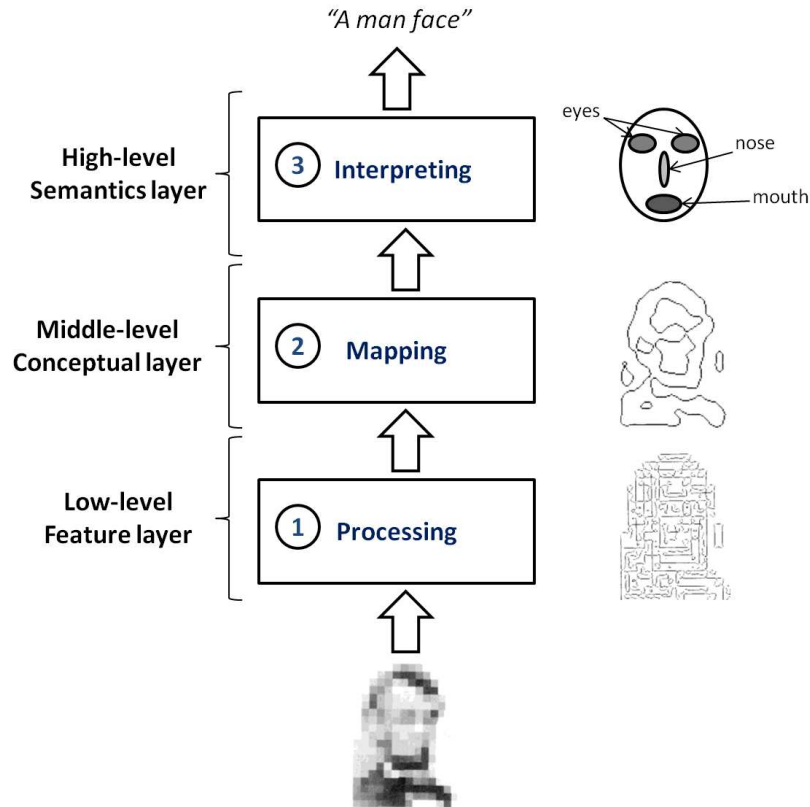 “A man face”
High-level
Semantics layer
3 Interpreting
eyes
nose
mouth
Middle-level
Conceptual layer
2 Mapping
Low-level
Feature layer
1 Processing